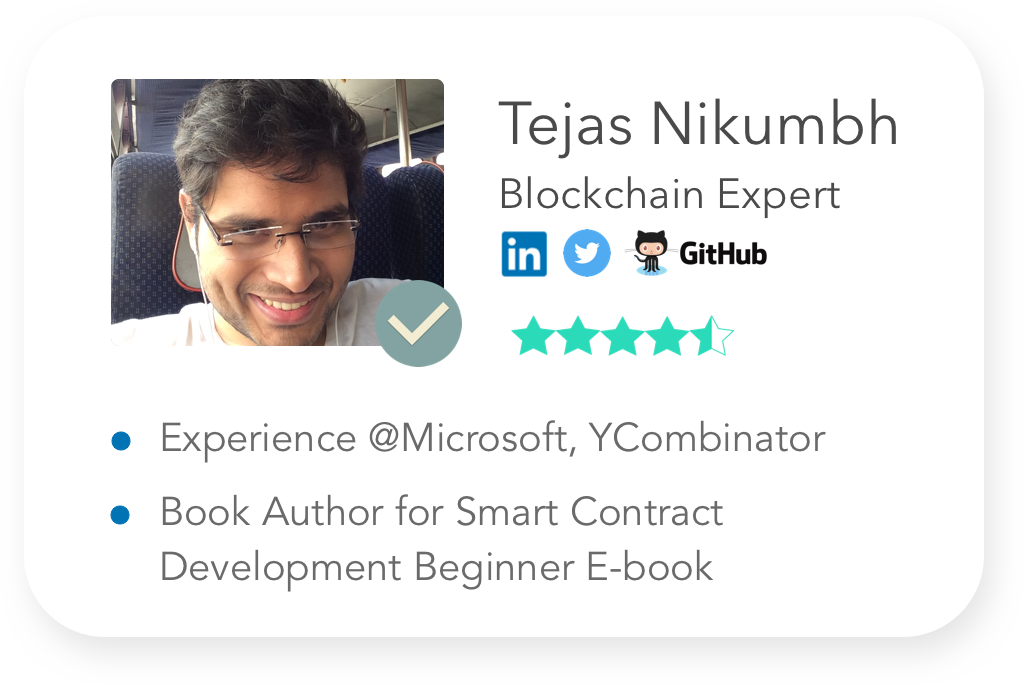 Tejas Nikumbh
Blockchain Expert
in
GitHub
Experience @Microsoft, YCombinator
Book Author for Smart Contract
Development Beginner E-book